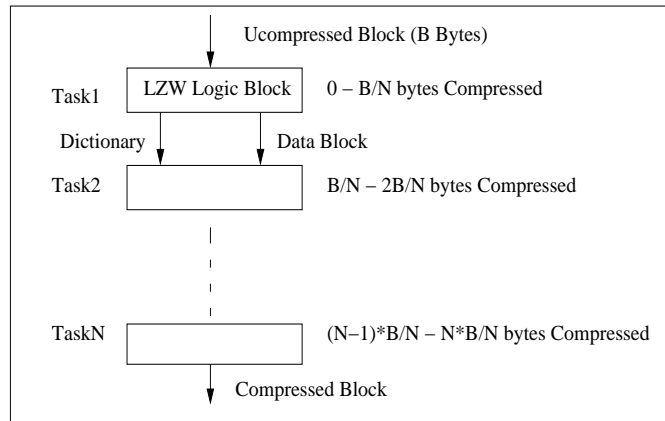 Ucompressed Block (B Bytes)
Task1
LZW Logic Block
0 – B/N bytes Compressed
Dictionary
Data Block
Task2
B/N – 2B/N bytes Compressed
TaskN
(N–1)*B/N – N*B/N bytes Compressed
Compressed Block